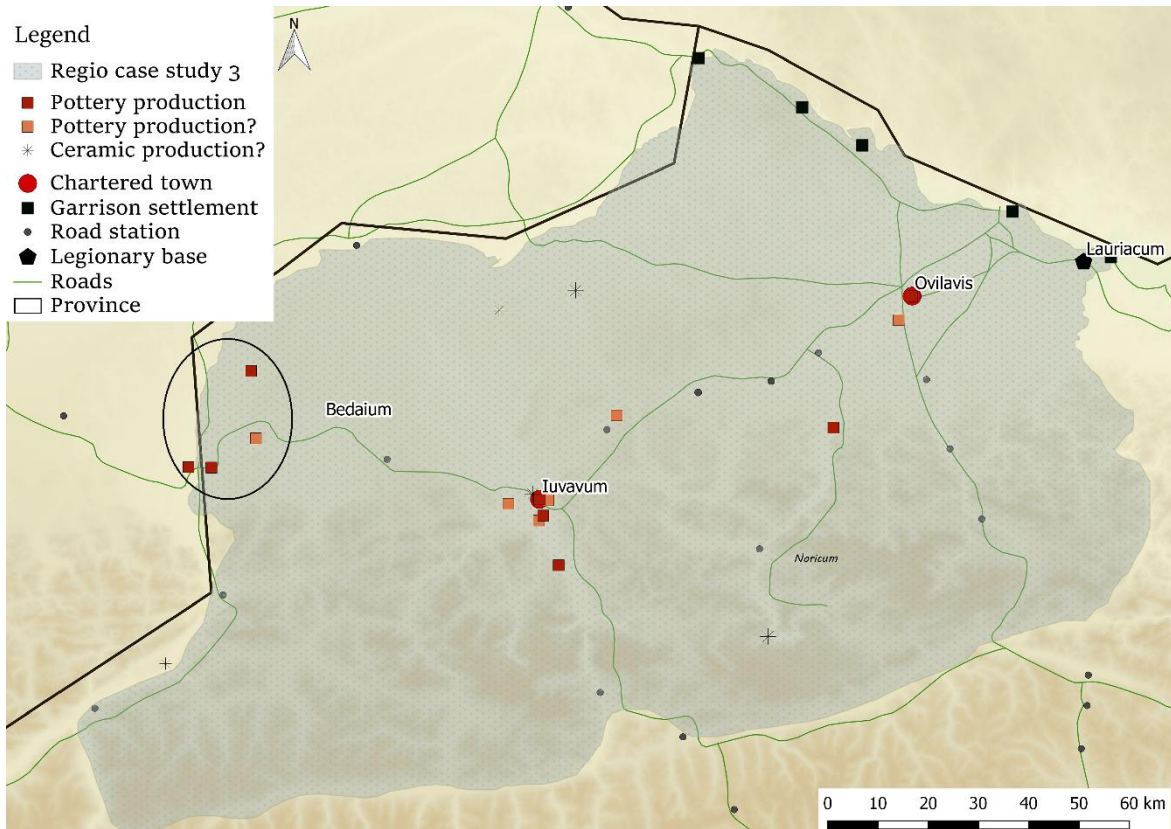 Legend
Regio case study 3
Pottery production
Pottery production?
Ceramic production?
Chartered town
Garrison settlement
Road station
Legionary base
Roads
Province
N
Lauriacum
Ovilavis
Bedaium
Iuvavum
Noricum
0 10 20 30 40 50 60 km